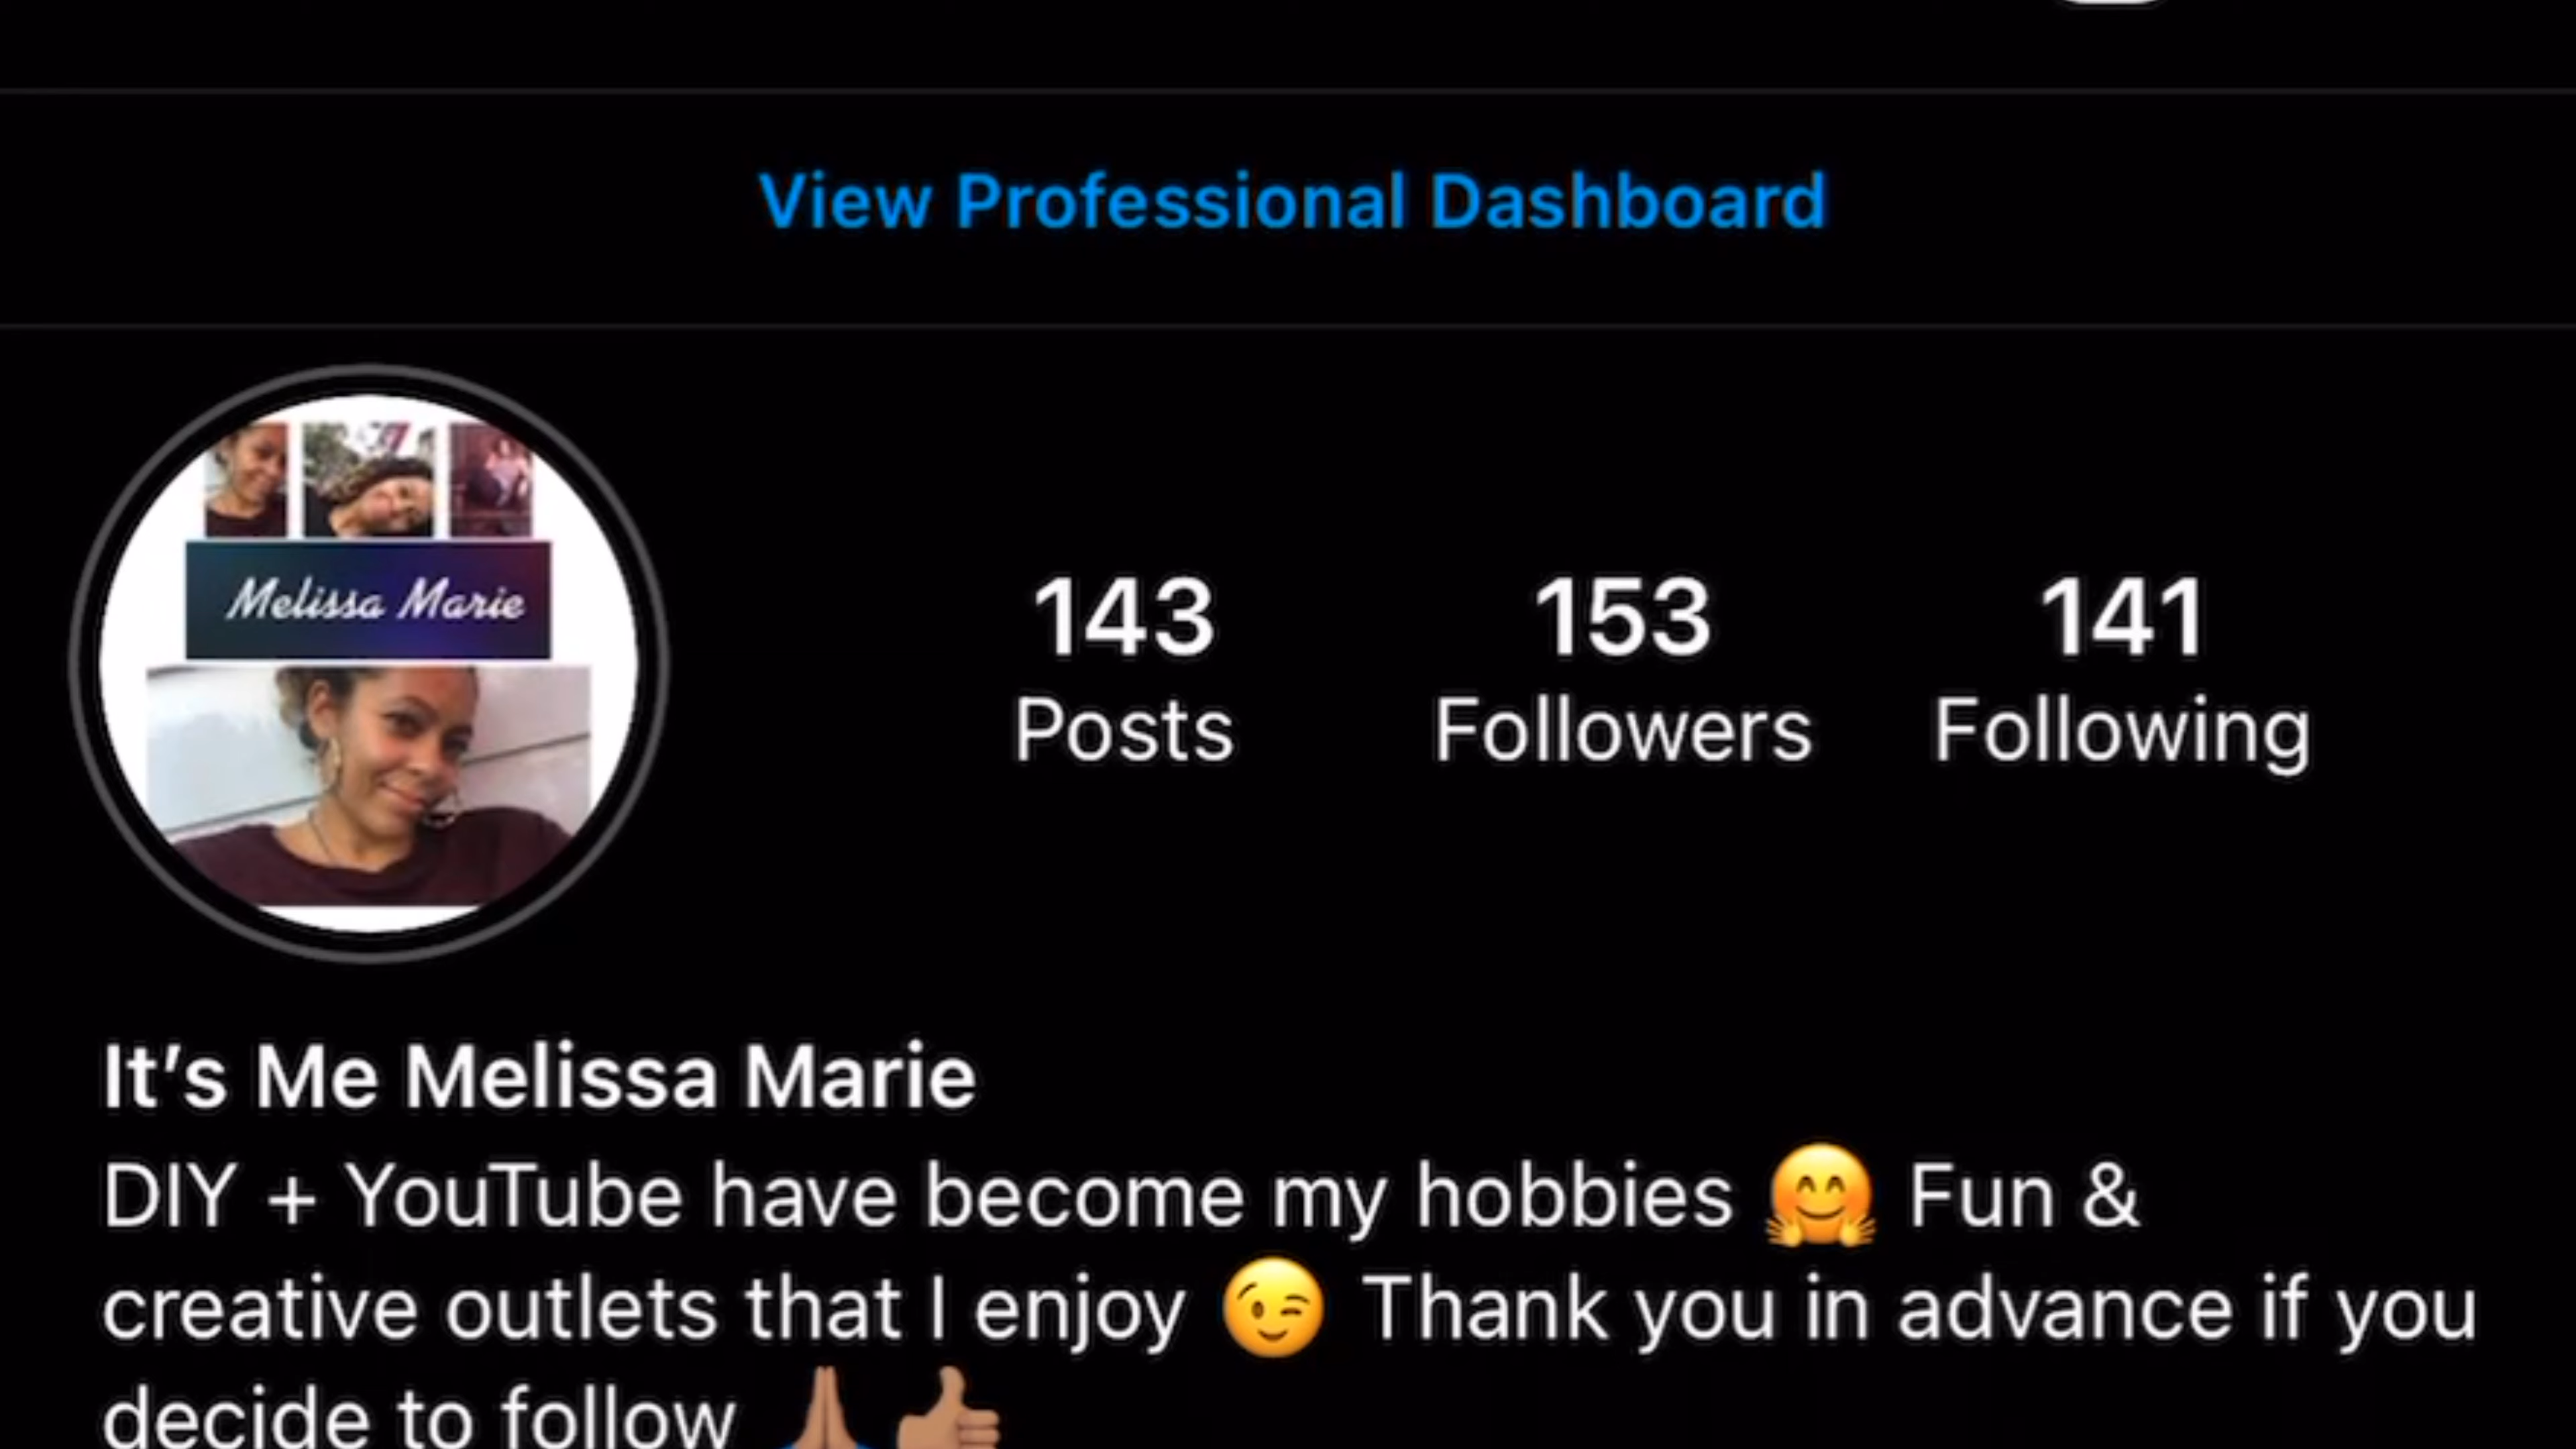 View Professional Dashboard
Melissa Marie
143 153 141
Posts Followers Following
It's Me Melissa Marie
DIY + YouTube have become my hobbies 🤗 Fun &
creative outlets that I enjoy 😉 Thank you in advance if you
decide to follow 🙏🏽👍🏽